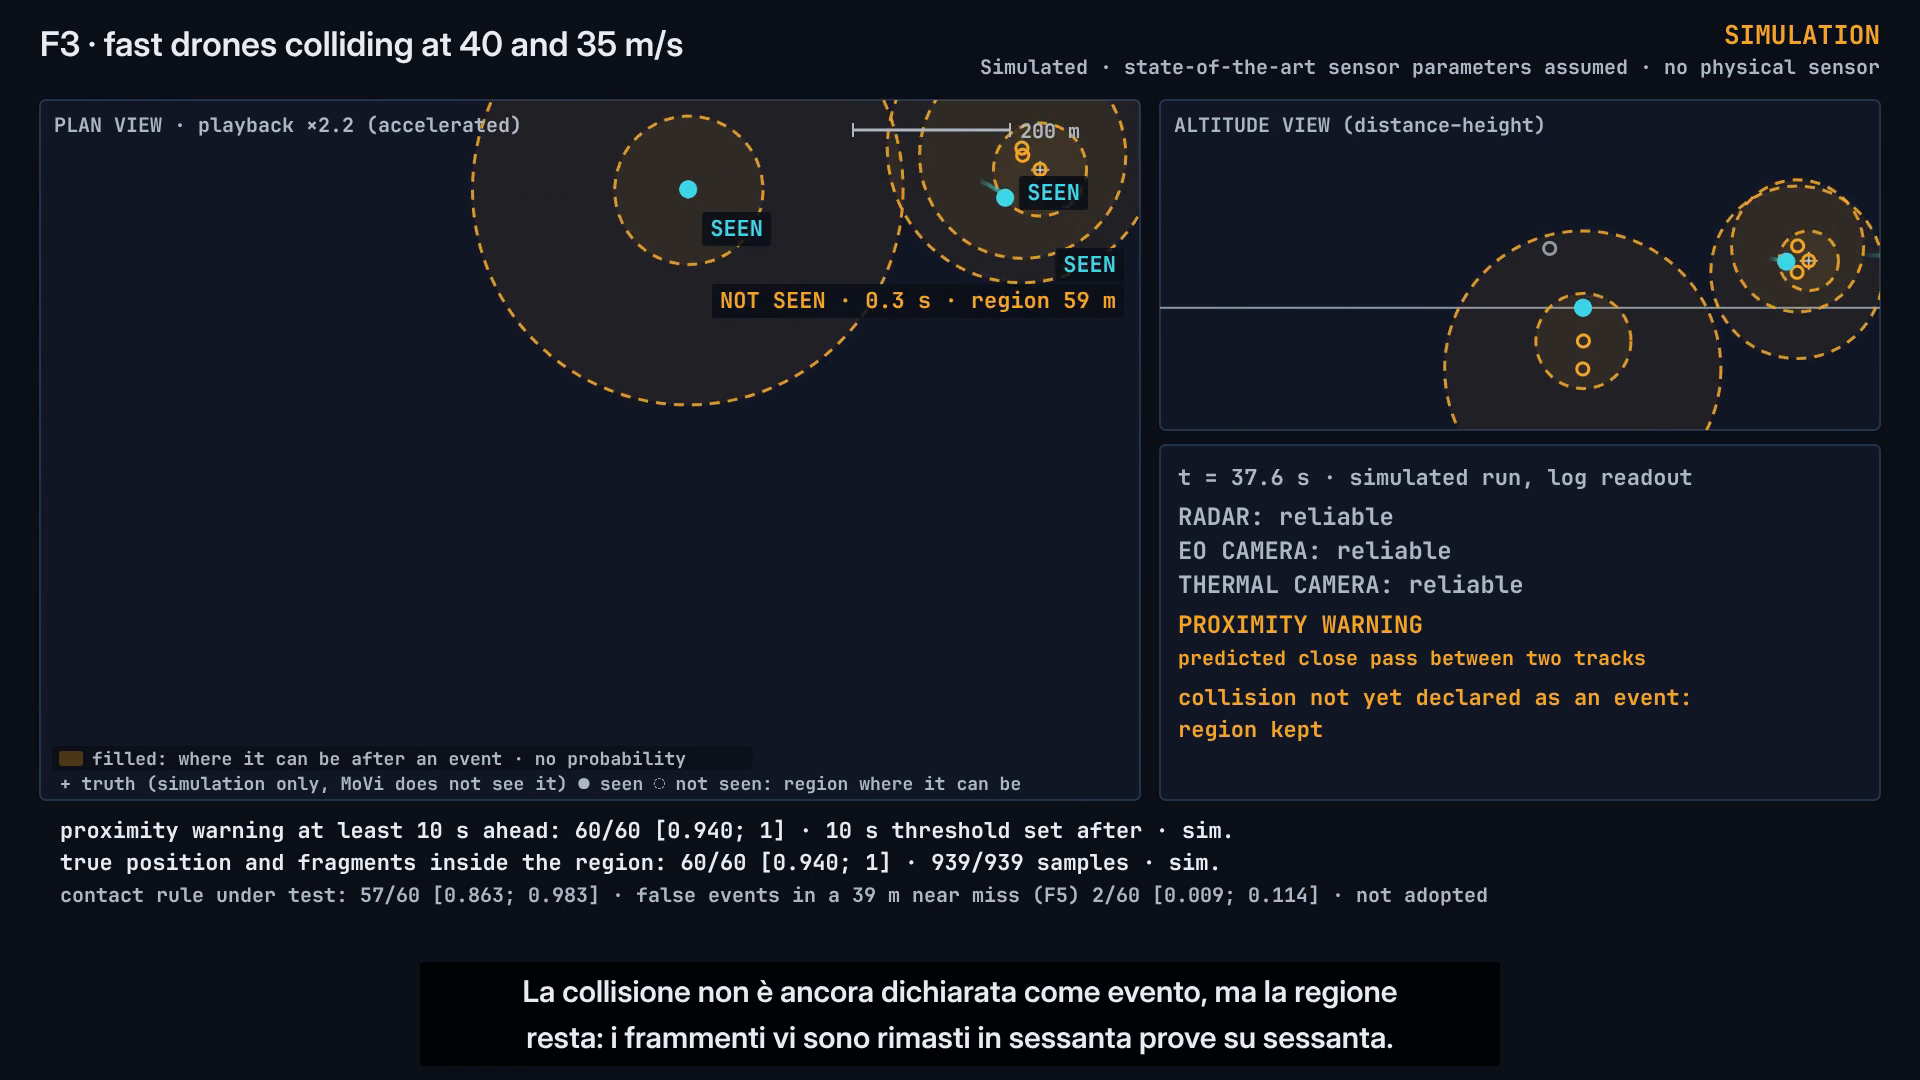 F3 · fast drones colliding at 40 and 35 m/s
SIMULATION
Simulated · state-of-the-art sensor parameters assumed · no physical sensor
PLAN VIEW · playback ×2.2 (accelerated)
200 m
SEEN
SEEN
SEEN
NOT SEEN · 0.3 s · region 59 m
filled: where it can be after an event · no probability
+ truth (simulation only, MoVi does not see it) ● seen ◌ not seen: region where it can be
ALTITUDE VIEW (distance-height)
t = 37.6 s · simulated run, log readout
RADAR: reliable
EO CAMERA: reliable
THERMAL CAMERA: reliable
PROXIMITY WARNING
predicted close pass between two tracks
collision not yet declared as an event:
region kept
proximity warning at least 10 s ahead: 60/60 [0.940; 1] · 10 s threshold set after · sim.
true position and fragments inside the region: 60/60 [0.940; 1] · 939/939 samples · sim.
contact rule under test: 57/60 [0.863; 0.983] · false events in a 39 m near miss (F5) 2/60 [0.009; 0.114] · not adopted
La collisione non è ancora dichiarata come evento, ma la regione
resta: i frammenti vi sono rimasti in sessanta prove su sessanta.